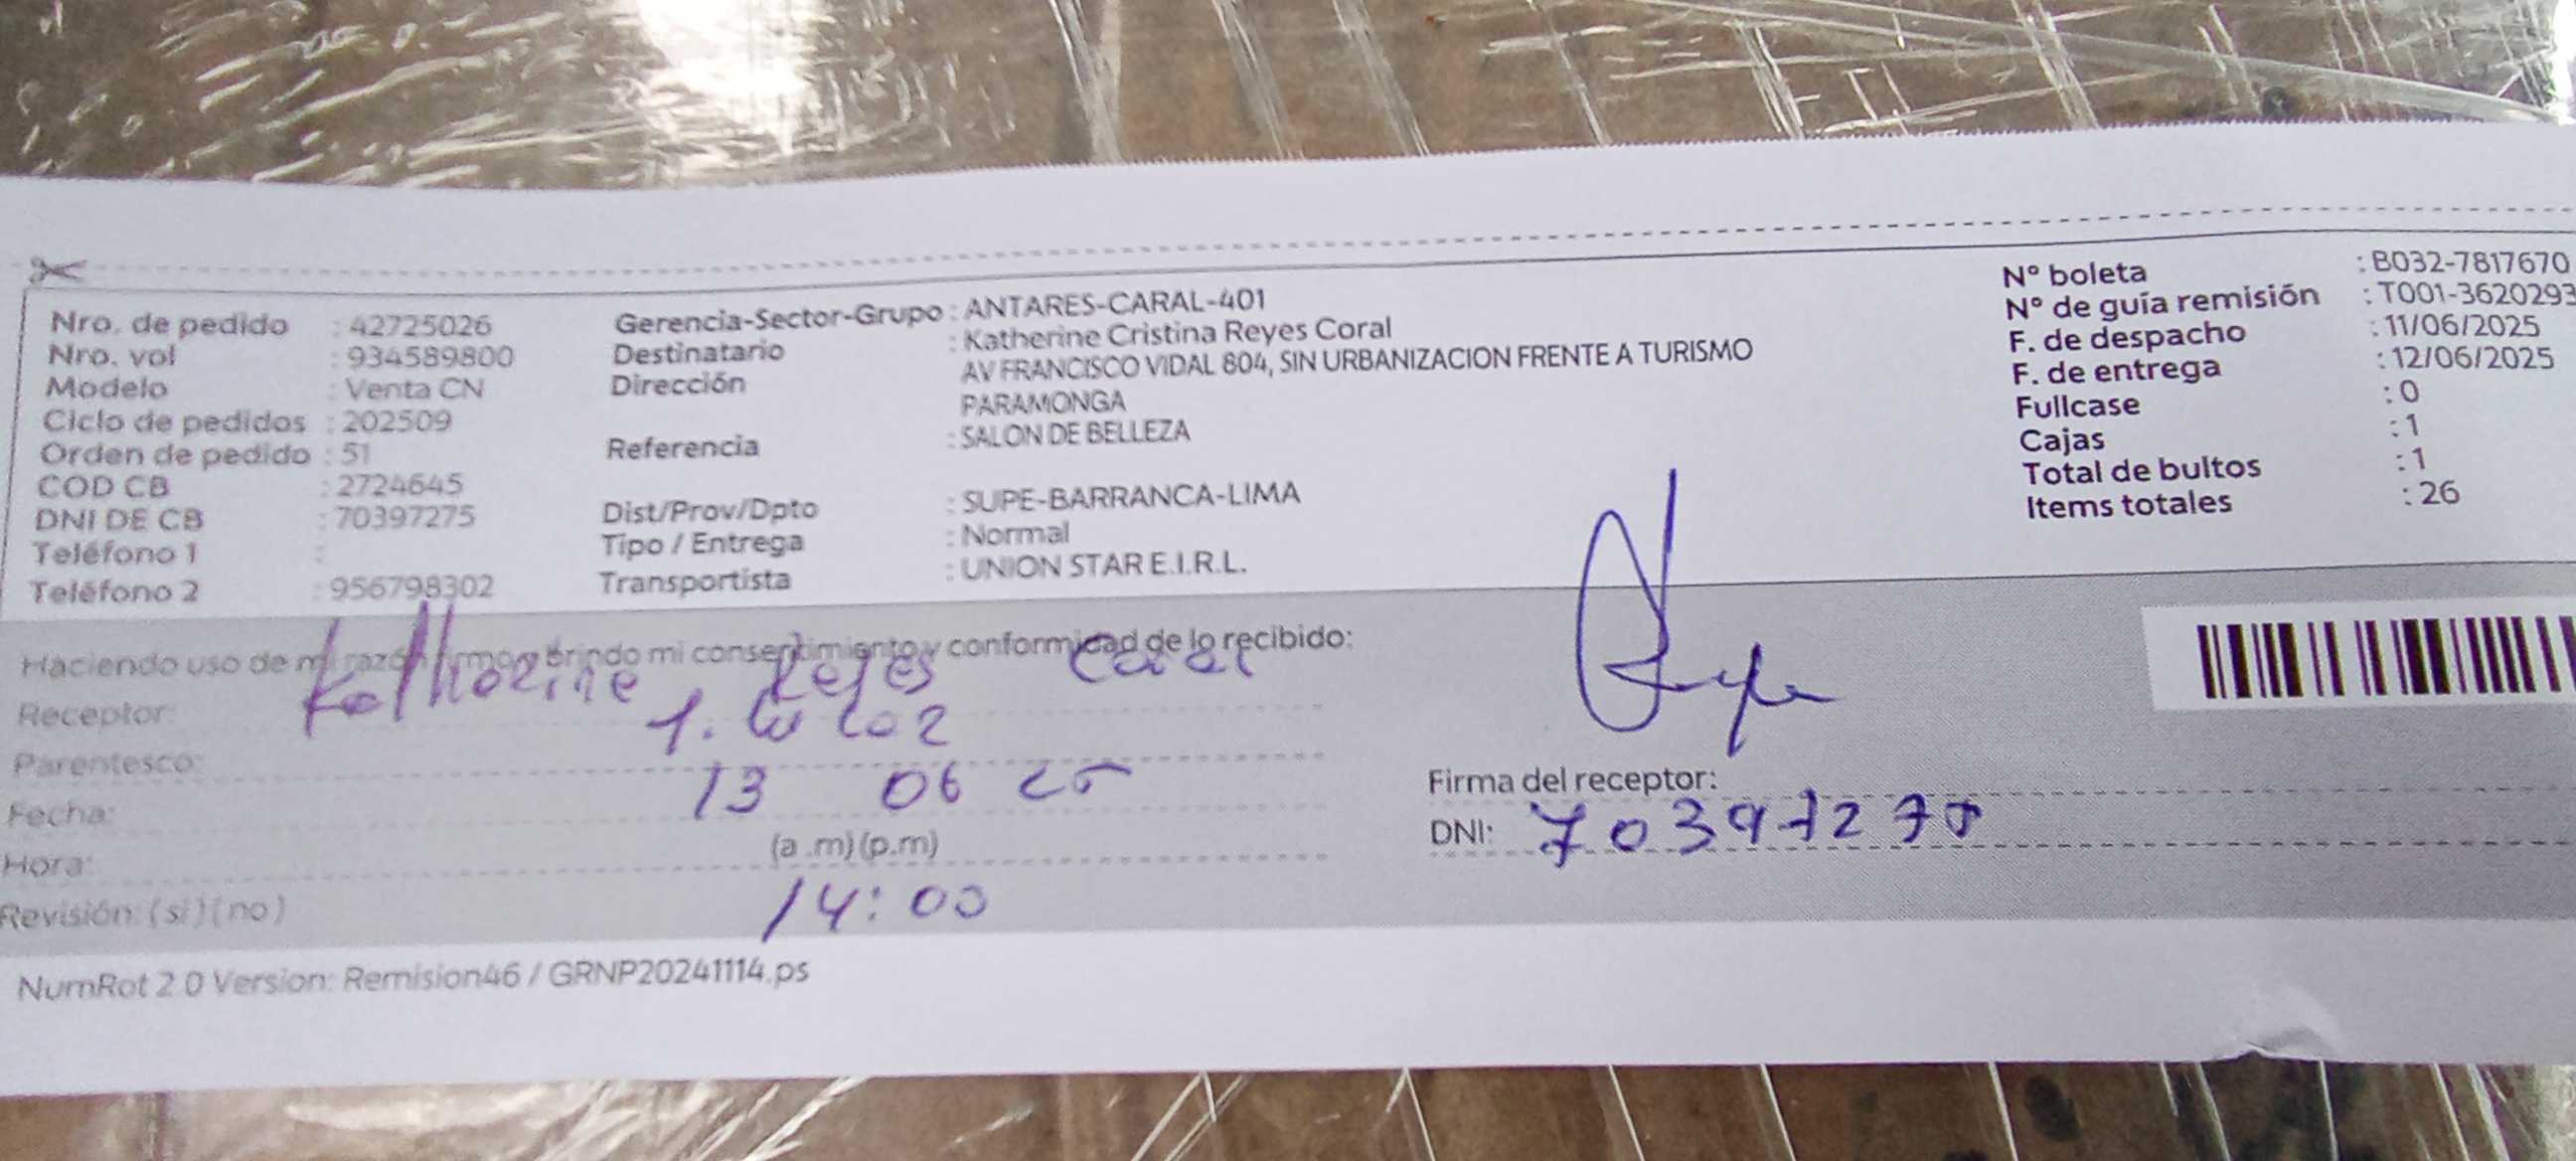 Nro. de pedido : 42725026
Nro. vol : 934589800
Modelo : Venta CN
Ciclo de pedidos : 202509
Orden de pedido : 51
COD CB : 2724645
DNI DE CB : 70397275
Teléfono 1 :
Teléfono 2 : 956798302
Gerencia-Sector-Grupo : ANTARES-CARAL-401
Destinatario : Katherine Cristina Reyes Coral
Dirección AV FRANCISCO VIDAL 804, SIN URBANIZACION FRENTE A TURISMO
PARAMONGA
Referencia : SALON DE BELLEZA
Dist/Prov/Dpto : SUPE-BARRANCA-LIMA
Tipo / Entrega : Normal
Transportista : UNION STAR E.I.R.L.
N° boleta : B032-7817670
N° de guía remisión : T001-3620293
F. de despacho : 11/06/2025
F. de entrega : 12/06/2025
Fullcase : 0
Cajas : 1
Total de bultos : 1
Items totales : 26
Haciendo uso de mi razón firmo y brindo mi consentimiento y conformidad de lo recibido:
Receptor: Katherine Reyes Coral
Parentesco:
Fecha: 13 06 25
Hora: (a .m) (p.m)
14:00
Revisión: (si) (no)
Firma del receptor:
DNI: 70397275
NumRot 2.0 Version: Remision46 / GRNP20241114.ps